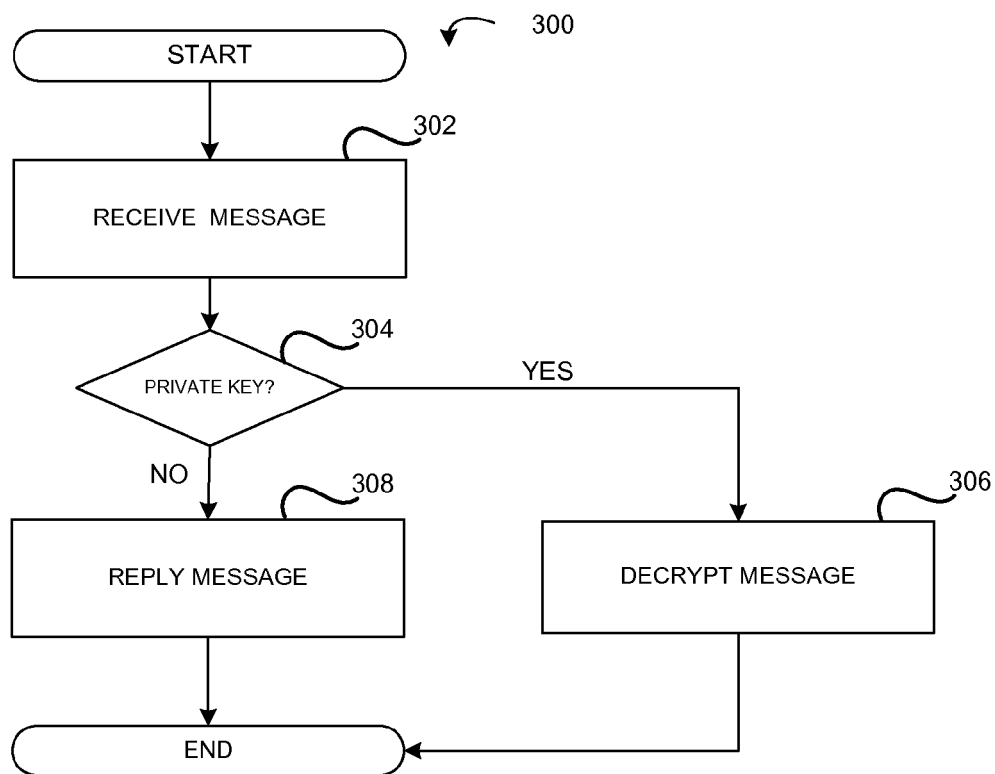 300
START
302
RECEIVE MESSAGE
304
PRIVATE KEY?
YES
NO
308
306
REPLY MESSAGE
DECRYPT MESSAGE
END